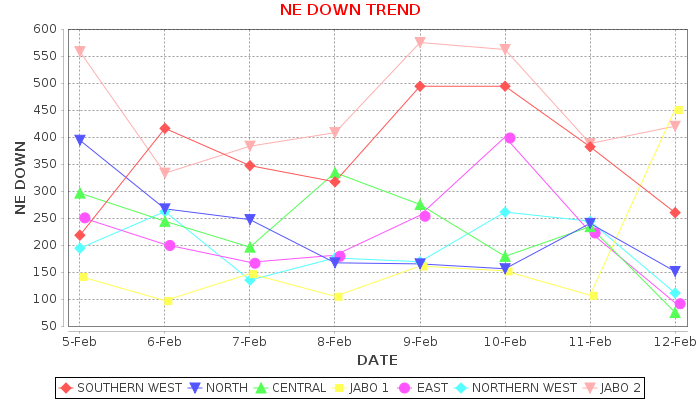 NE DOWN TREND
600
550
500
450
400
350
300
250
200
150
100
50
NE DOWN
5-Feb 6-Feb 7-Feb 8-Feb 9-Feb 10-Feb 11-Feb 12-Feb
DATE
SOUTHERN WEST NORTH CENTRAL JABO 1 EAST NORTHERN WEST JABO 2